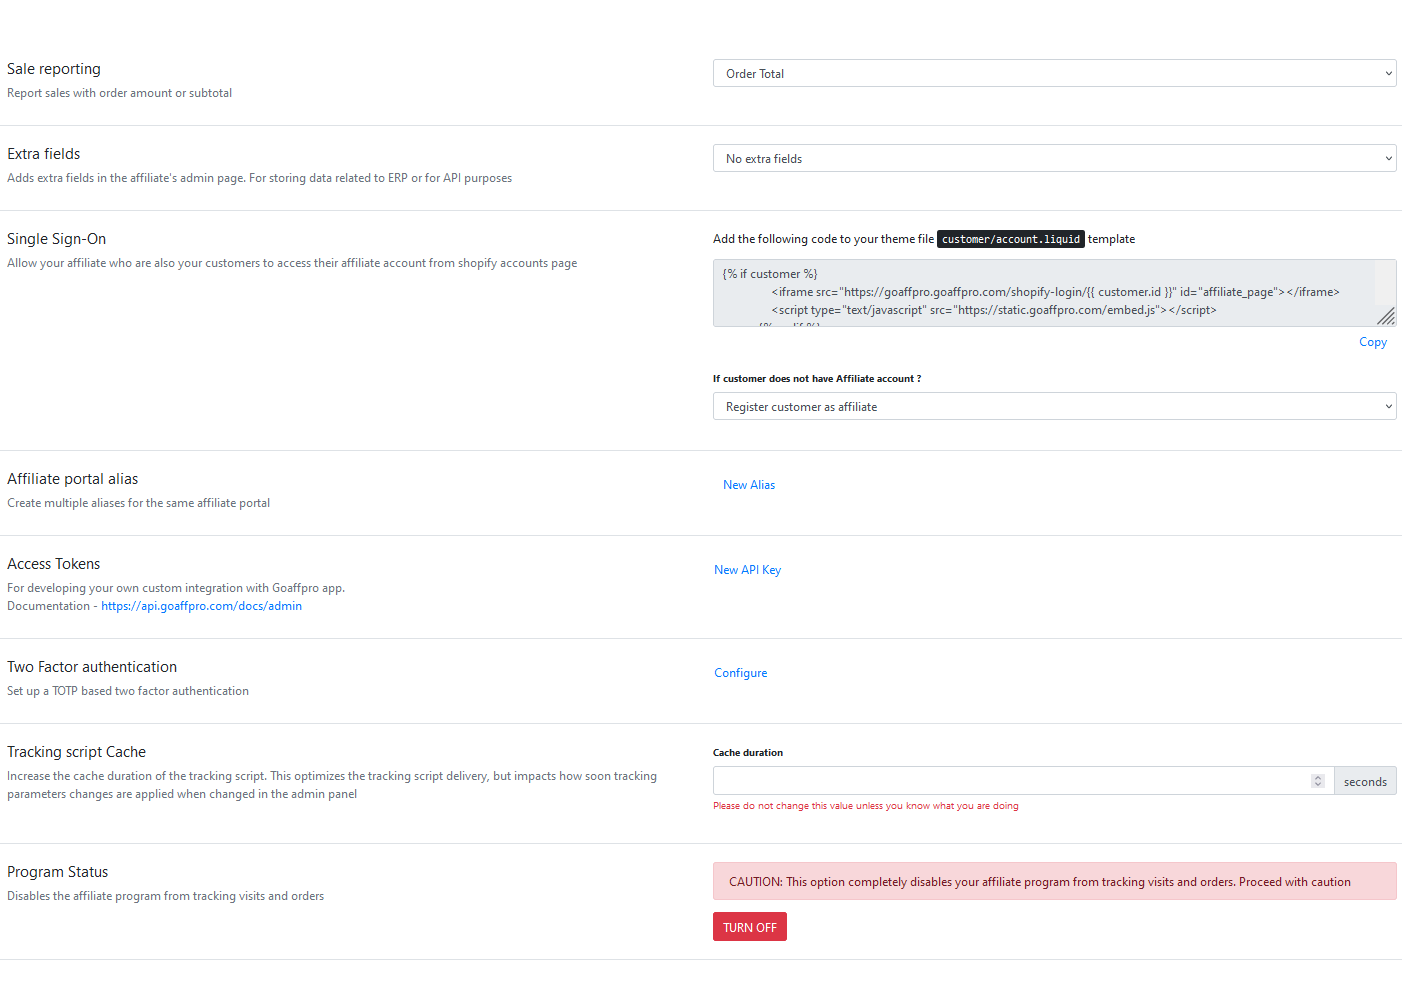 Sale reporting
Report sales with order amount or subtotal
Order Total
Extra fields
Adds extra fields in the affiliate's admin page. For storing data related to ERP or for API purposes
No extra fields
Single Sign-On
Allow your affiliate who are also your customers to access their affiliate account from shopify accounts page
Add the following code to your theme file customer/account.liquid template
{% if customer %}
<iframe src="https://goaffpro.goaffpro.com/shopify-login/{{ customer.id }}" id="affiliate_page"></iframe>
<script type="text/javascript" src="https://static.goaffpro.com/embed.js"></script>
Copy
If customer does not have Affiliate account ?
Register customer as affiliate
Affiliate portal alias
Create multiple aliases for the same affiliate portal
New Alias
Access Tokens
For developing your own custom integration with Goaffpro app.
Documentation - https://api.goaffpro.com/docs/admin
New API Key
Two Factor authentication
Set up a TOTP based two factor authentication
Configure
Tracking script Cache
Increase the cache duration of the tracking script. This optimizes the tracking script delivery, but impacts how soon tracking
parameters changes are applied when changed in the admin panel
Cache duration
seconds
Please do not change this value unless you know what you are doing
Program Status
Disables the affiliate program from tracking visits and orders
CAUTION: This option completely disables your affiliate program from tracking visits and orders. Proceed with caution
TURN OFF